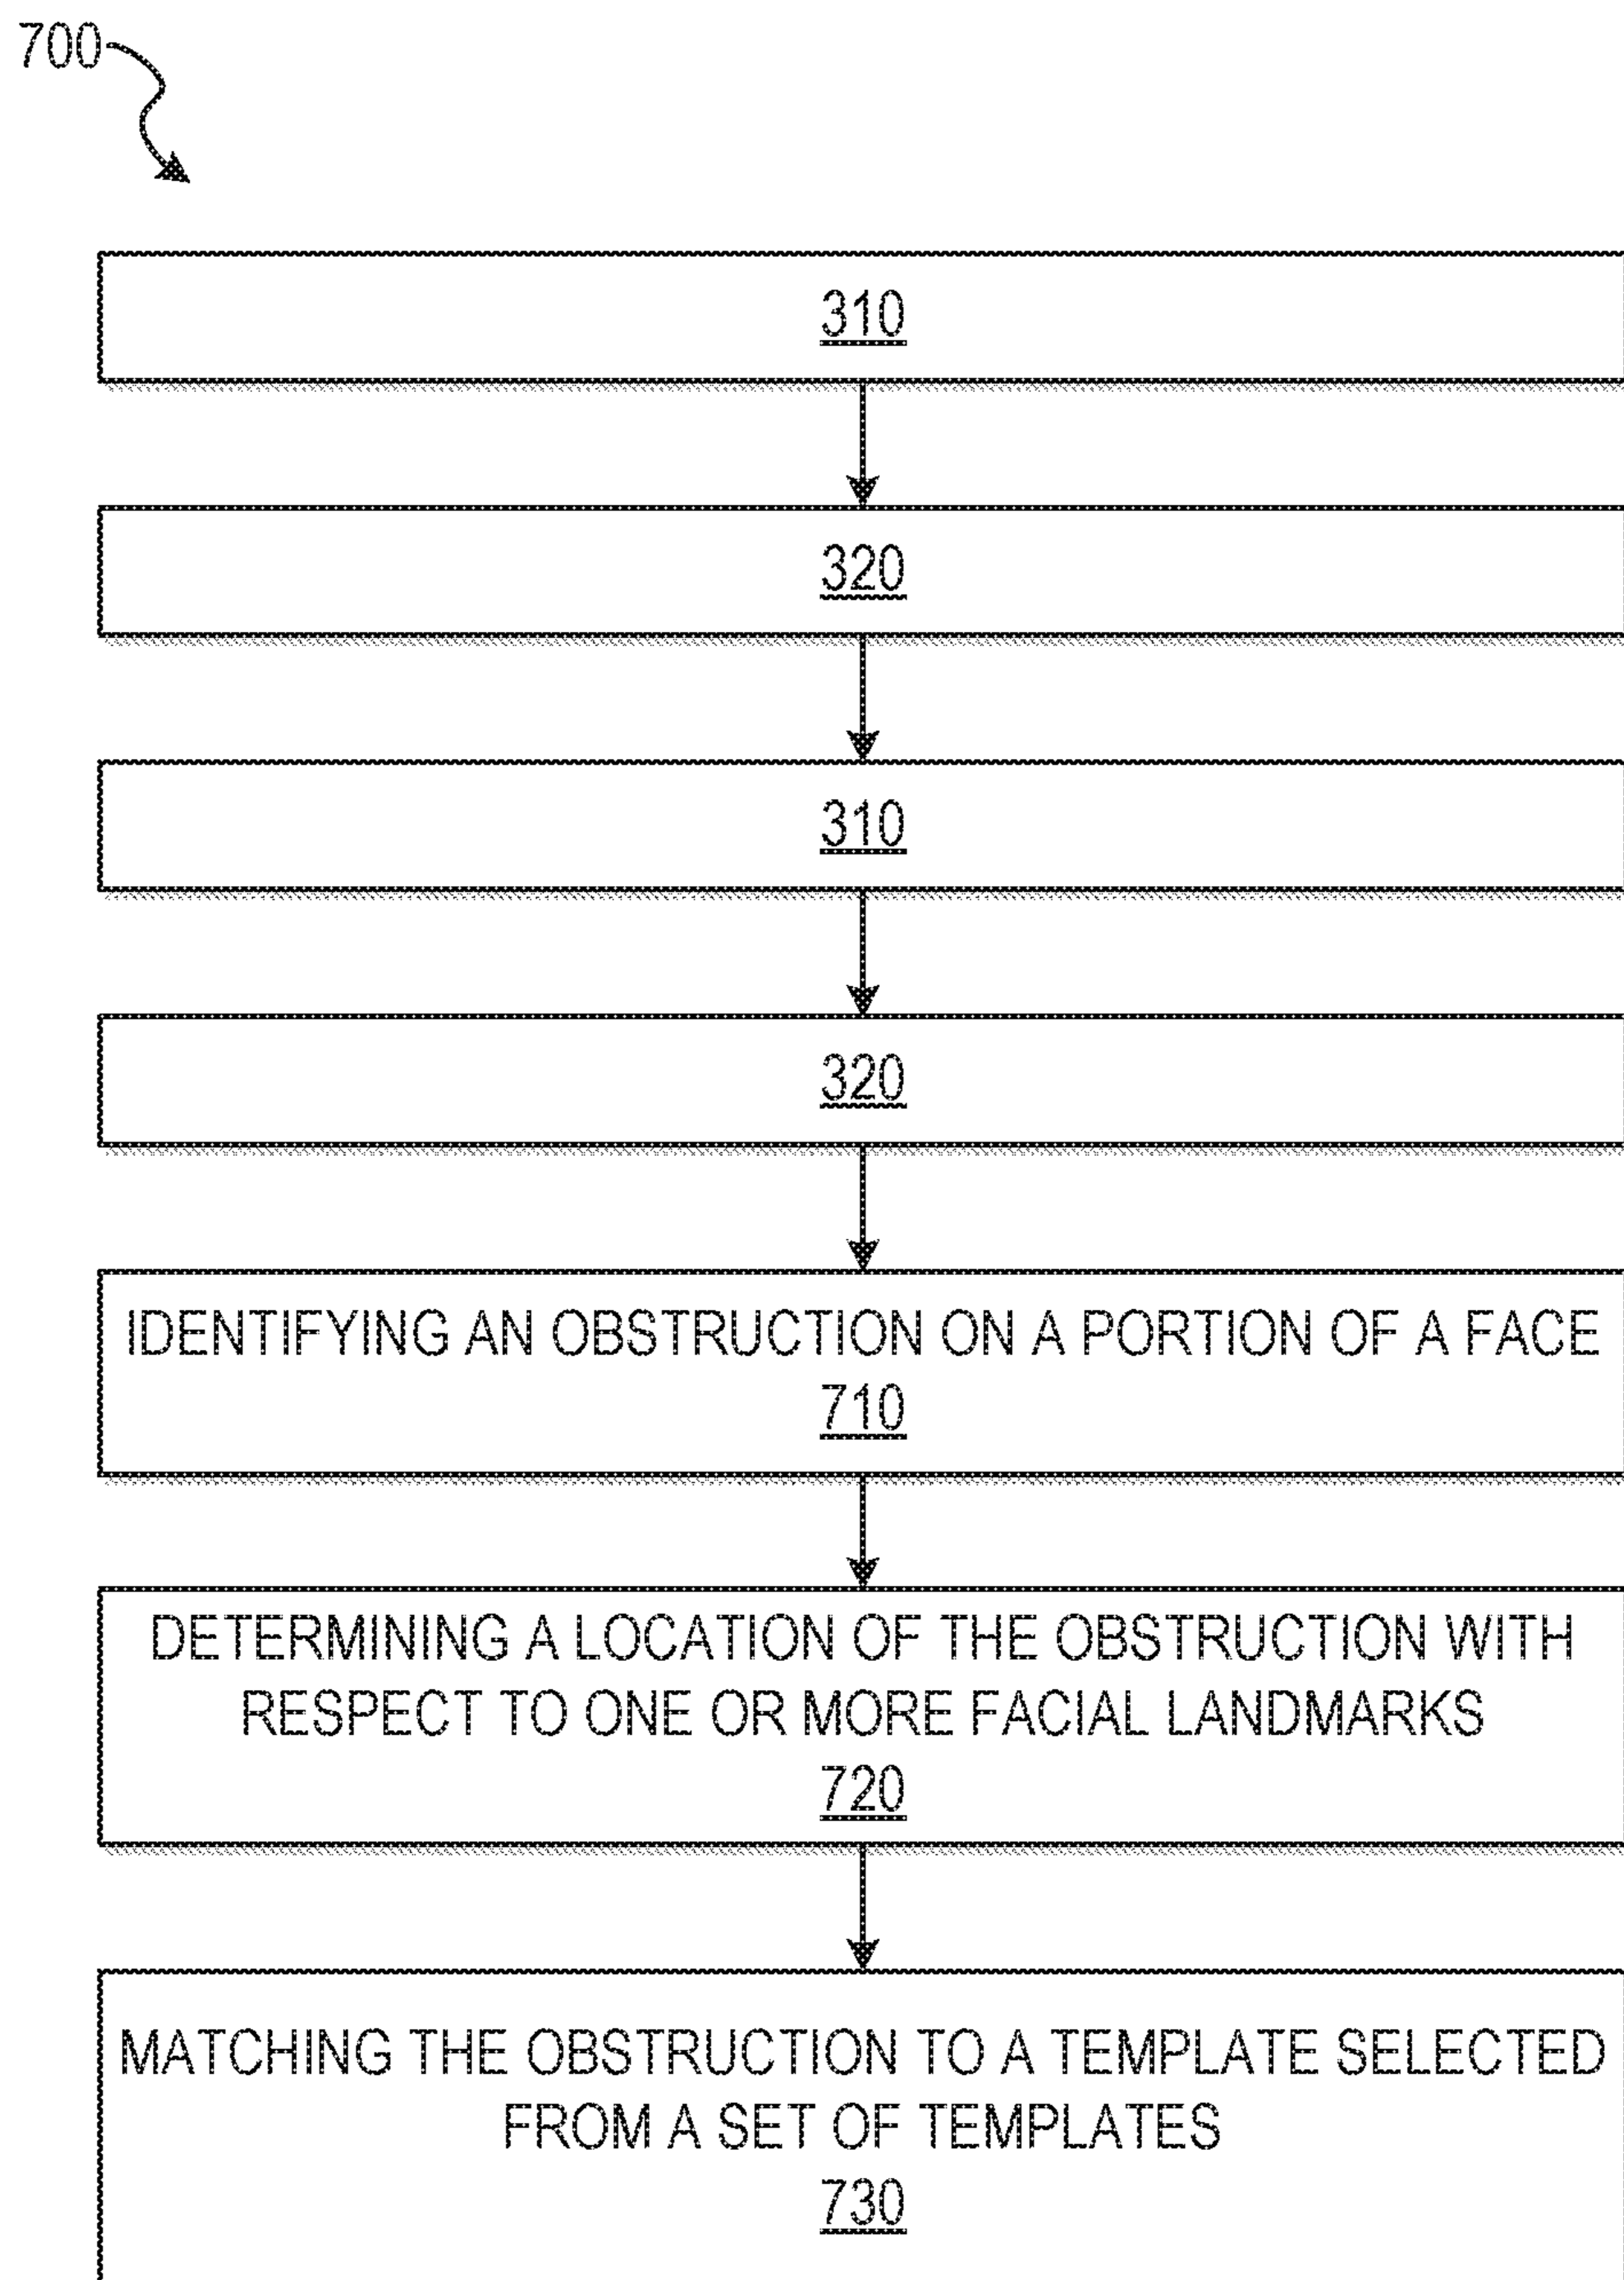 700
310
320
310
320
IDENTIFYING AN OBSTRUCTION ON A PORTION OF A FACE
710
DETERMINING A LOCATION OF THE OBSTRUCTION WITH
RESPECT TO ONE OR MORE FACIAL LANDMARKS
720
MATCHING THE OBSTRUCTION TO A TEMPLATE SELECTED
FROM A SET OF TEMPLATES
730